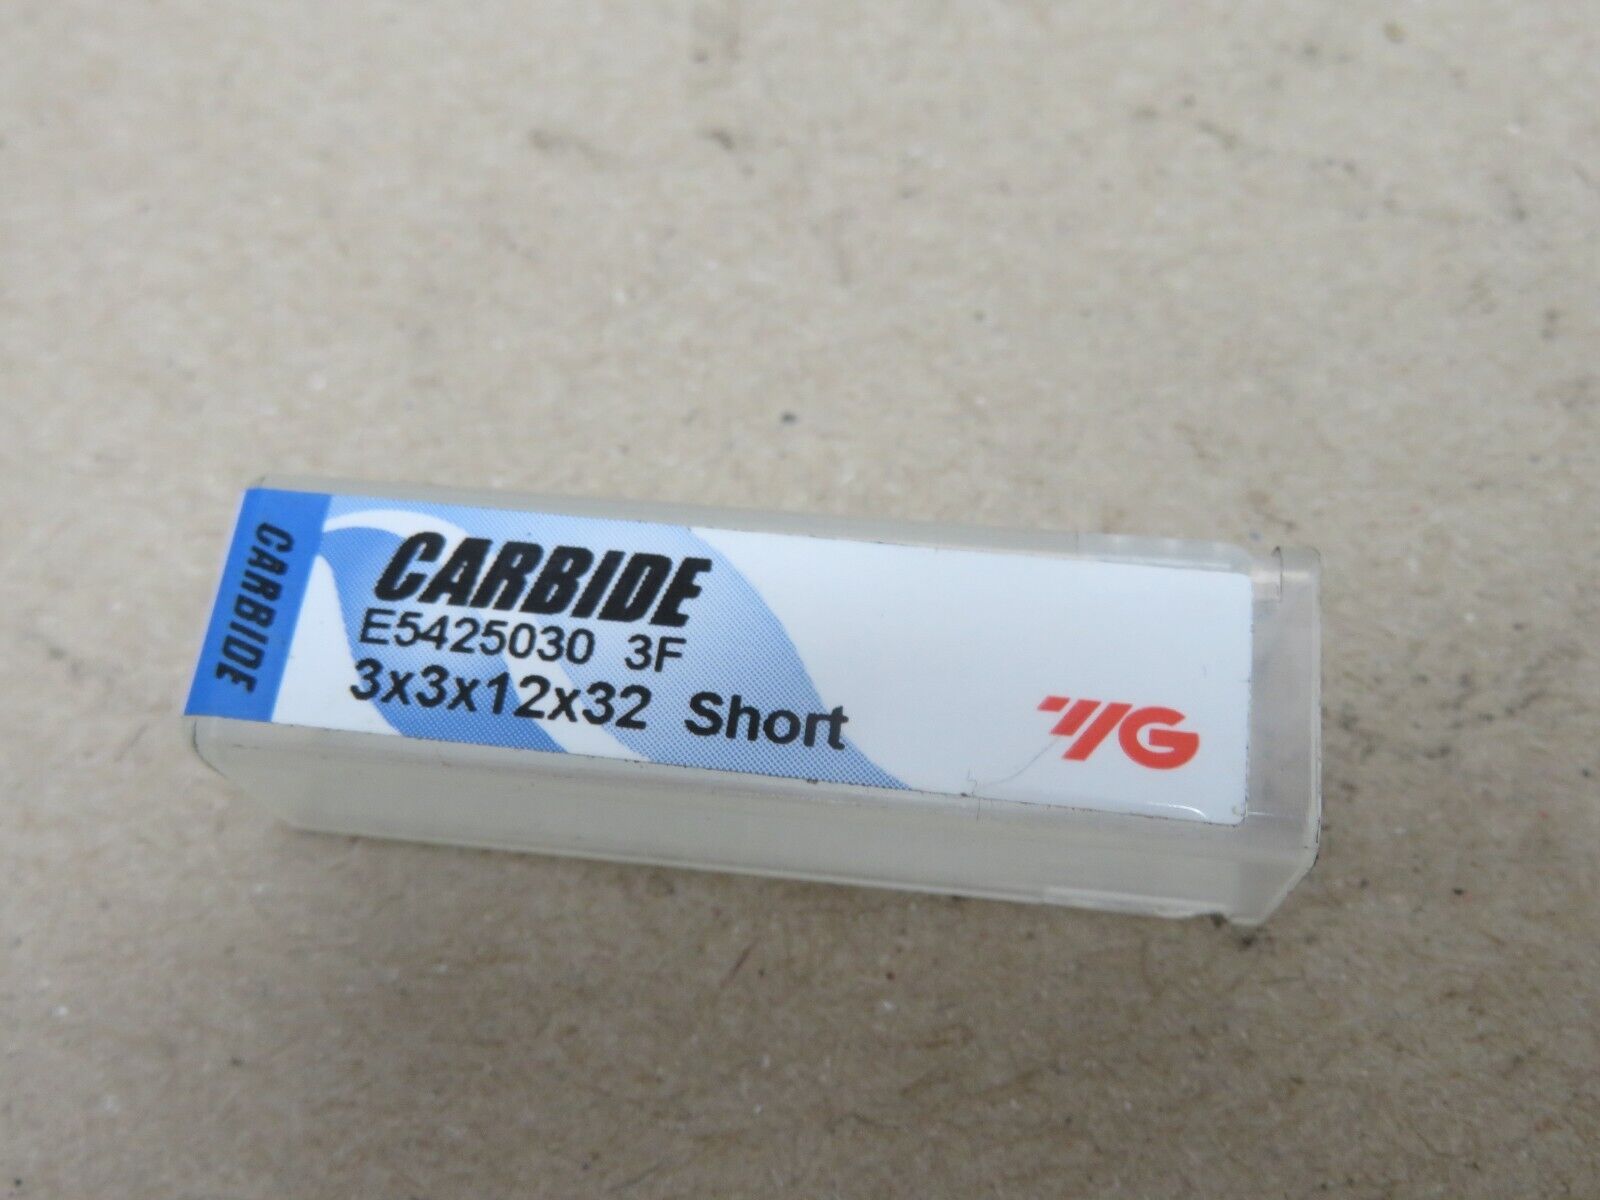 CARBIDE
CARBIDE
E5425030 3F
3x3x12x32 Short
YG